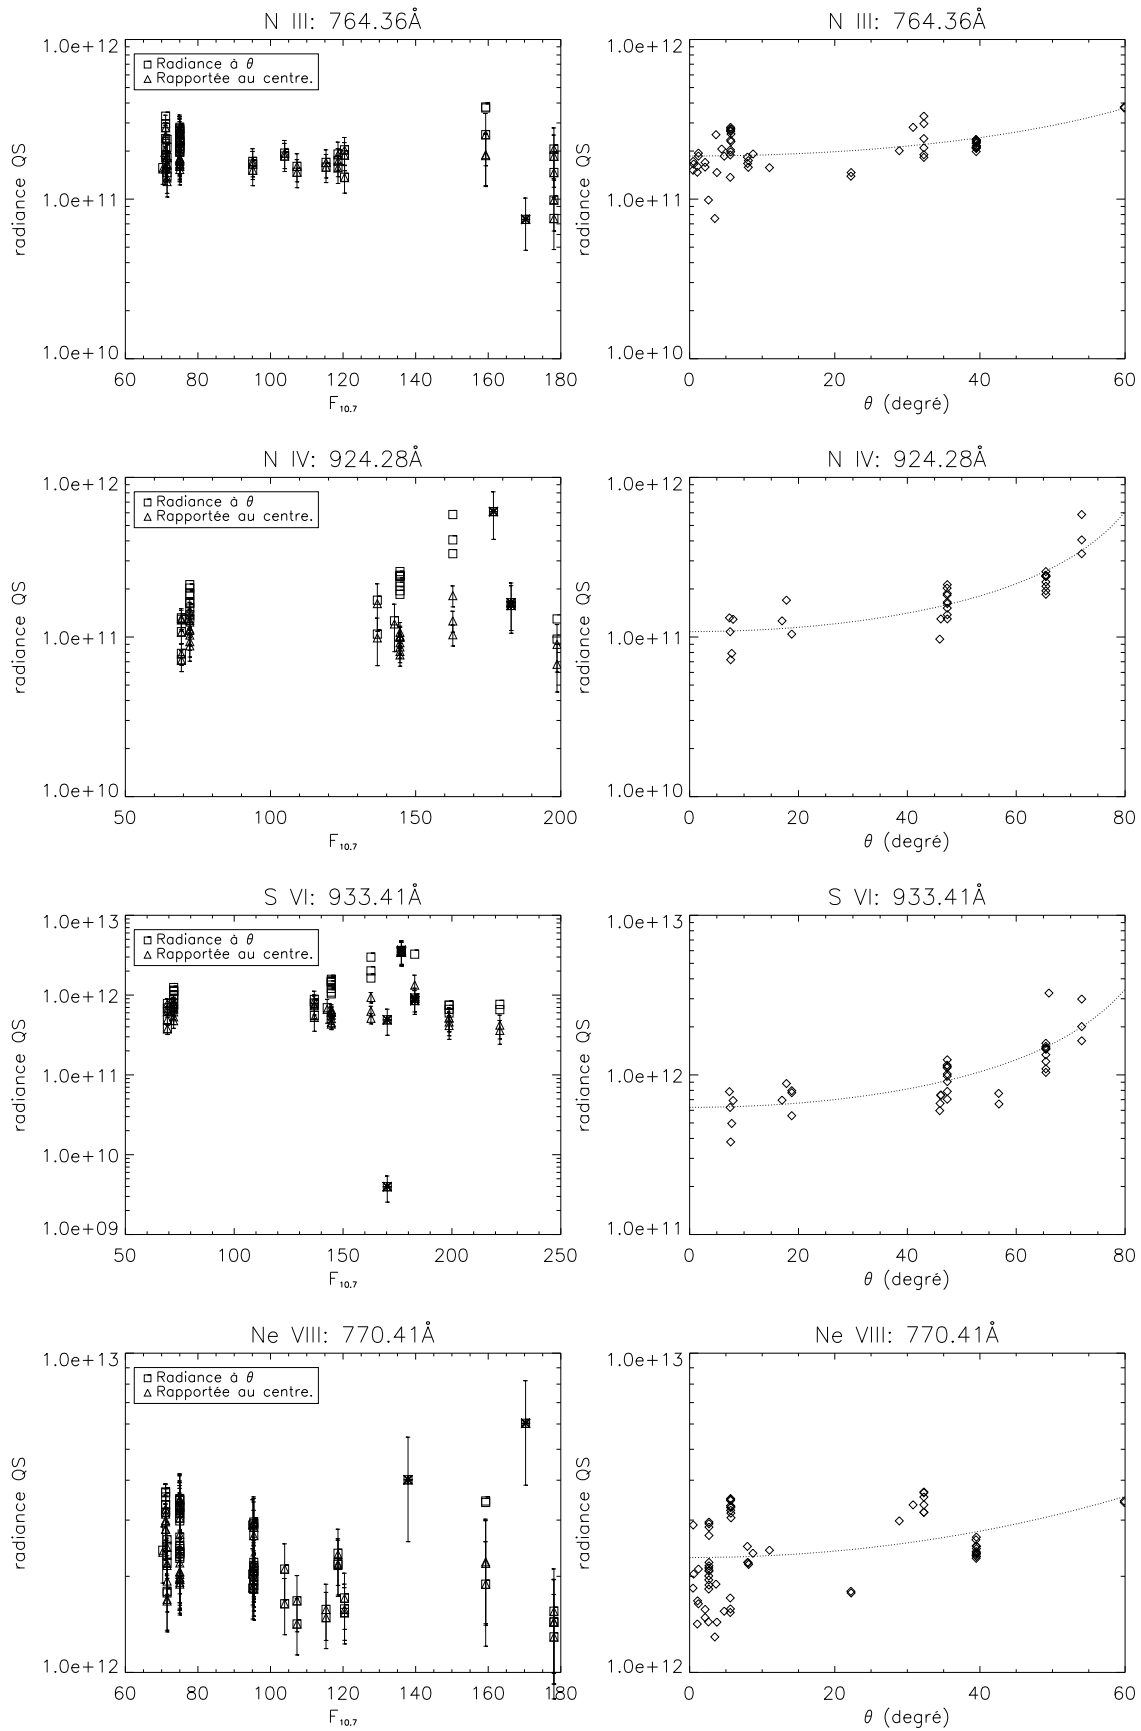 N III: 764.36Å
1.0e+12
□ Radiance à θ
△ Rapportée au centre.
radiance QS
1.0e+11
1.0e+10
60 80 100 120 140 160 180
F10.7
N III: 764.36Å
1.0e+12
radiance QS
1.0e+11
1.0e+10
0 20 40 60
θ (degré)
N IV: 924.28Å
1.0e+12
□ Radiance à θ
△ Rapportée au centre.
radiance QS
1.0e+11
1.0e+10
50 100 150 200
F10.7
N IV: 924.28Å
1.0e+12
radiance QS
1.0e+11
1.0e+10
0 20 40 60 80
θ (degré)
S VI: 933.41Å
1.0e+13
□ Radiance à θ
△ Rapportée au centre.
1.0e+12
radiance QS
1.0e+11
1.0e+10
1.0e+09
50 100 150 200 250
F10.7
S VI: 933.41Å
1.0e+13
radiance QS
1.0e+12
1.0e+11
0 20 40 60 80
θ (degré)
Ne VIII: 770.41Å
1.0e+13
□ Radiance à θ
△ Rapportée au centre.
radiance QS
1.0e+12
60 80 100 120 140 160 180
F10.7
Ne VIII: 770.41Å
1.0e+13
radiance QS
1.0e+12
0 20 40 60
θ (degré)